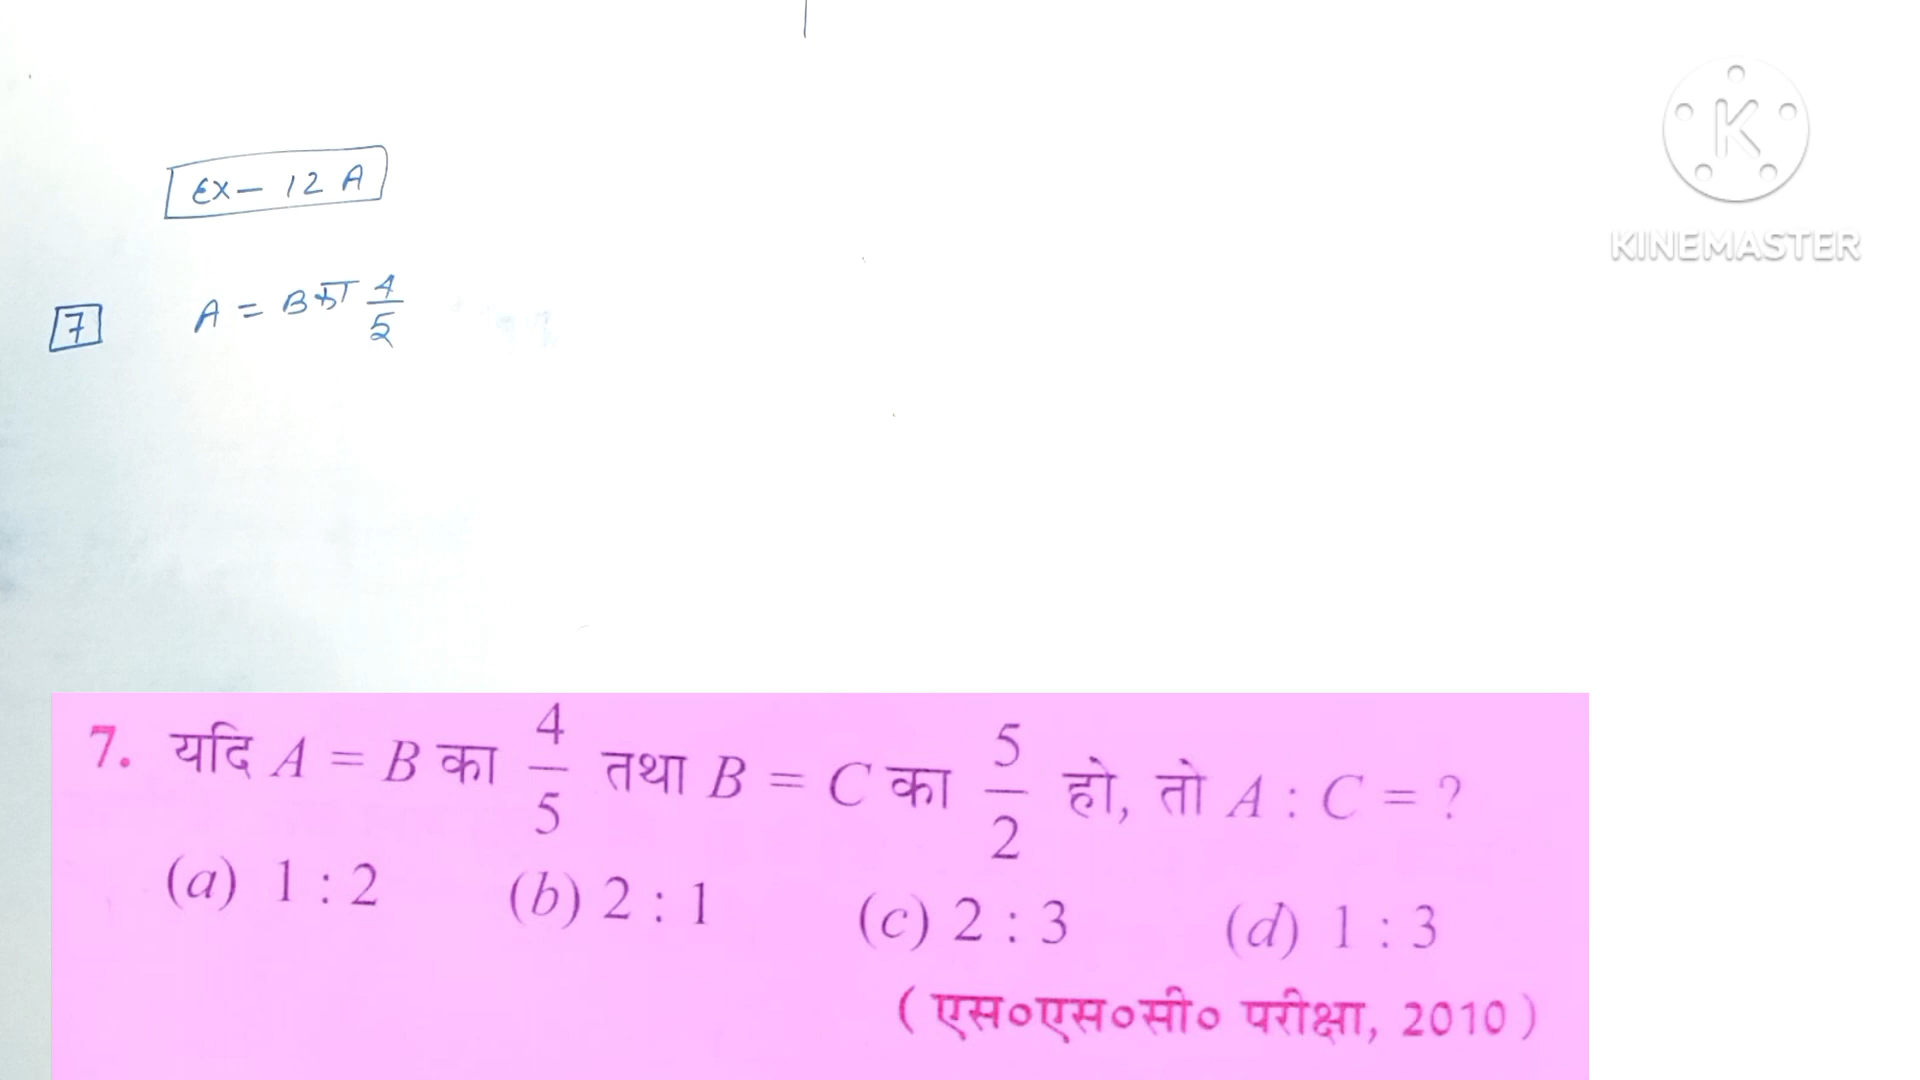 Ex- 12 A
KINEMASTER
7 A = B का 4/5
7. यदि A = B का 4/5 तथा B = C का 5/2 हो, तो A : C = ?
(a) 1 : 2 (b) 2 : 1 (c) 2 : 3 (d) 1 : 3
( एस०एस०सी० परीक्षा, 2010 )